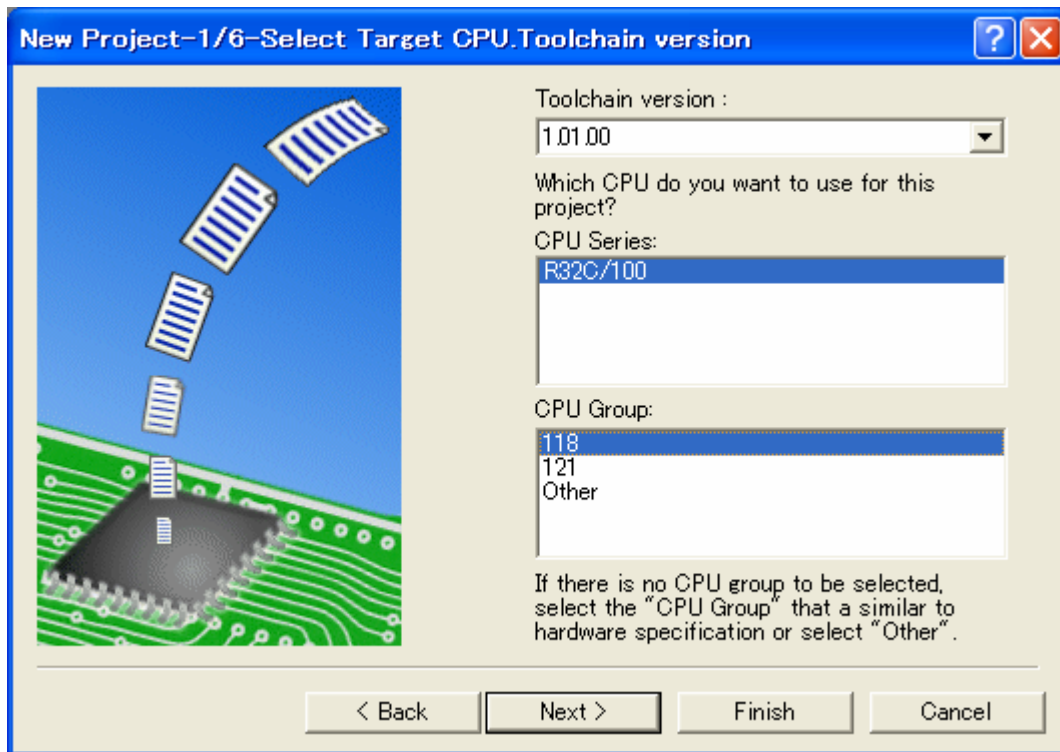 New Project-1/6-Select Target CPU.Toolchain version
Toolchain version :
1.01.00
Which CPU do you want to use for this
project?
CPU Series:
R32C/100
CPU Group:
118
121
Other
If there is no CPU group to be selected,
select the "CPU Group" that a similar to
hardware specification or select "Other".
< Back
Next >
Finish
Cancel